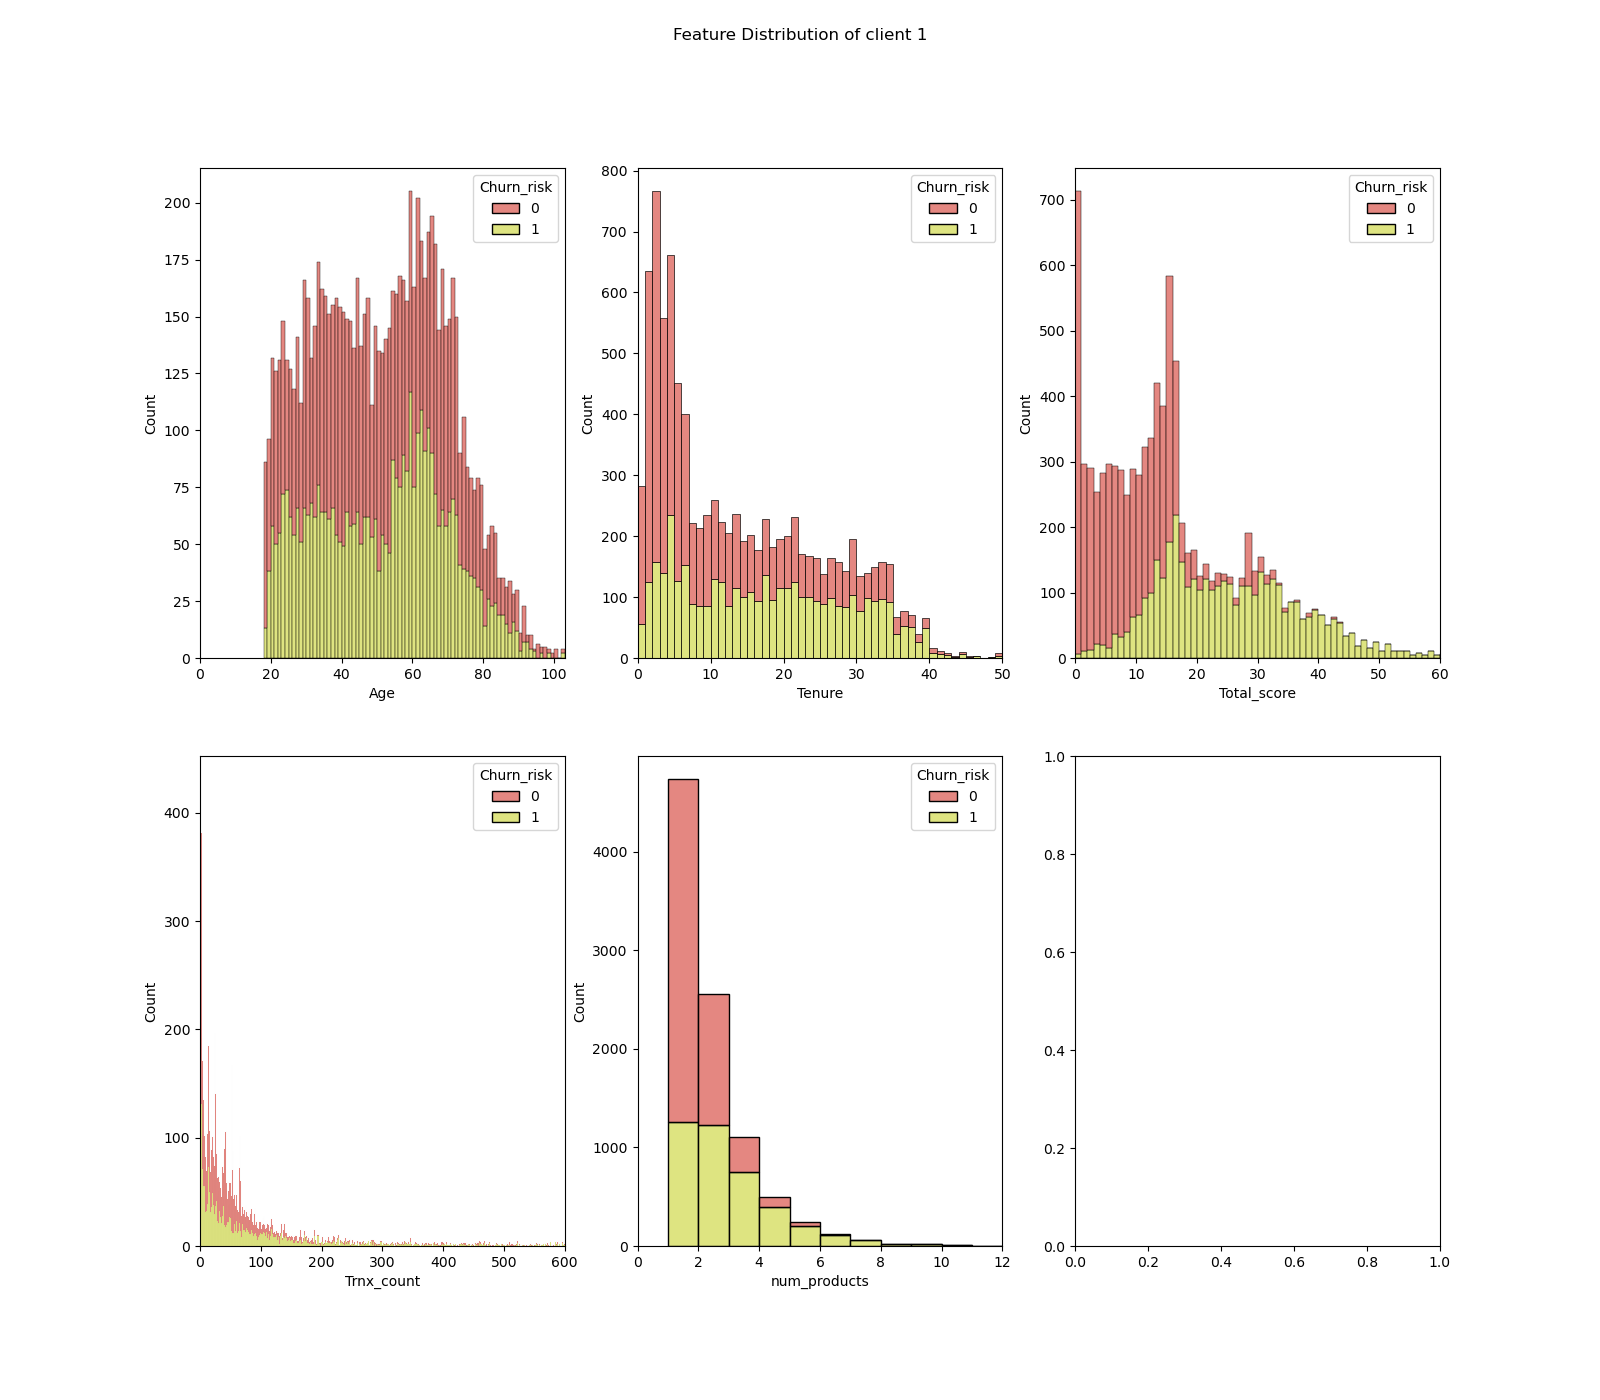 Feature Distribution of client 1
Churn_risk
0
1
200
175
150
125
100
75
50
25
0
Count
0 20 40 60 80 100
Age
Churn_risk
0
1
800
700
600
500
400
300
200
100
0
Count
0 10 20 30 40 50
Tenure
Churn_risk
0
1
700
600
500
400
300
200
100
0
Count
0 10 20 30 40 50 60
Total_score
Churn_risk
0
1
400
300
200
100
0
Count
0 100 200 300 400 500 600
Trnx_count
Churn_risk
0
1
4000
3000
2000
1000
0
Count
0 2 4 6 8 10 12
num_products
1.0
0.8
0.6
0.4
0.2
0.0
0.0 0.2 0.4 0.6 0.8 1.0